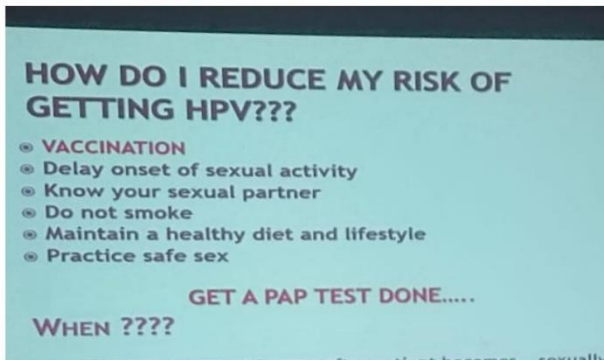 HOW DO I REDUCE MY RISK OF
GETTING HPV???
VACCINATION
Delay onset of sexual activity
Know your sexual partner
Do not smoke
Maintain a healthy diet and lifestyle
Practice safe sex
GET A PAP TEST DONE.....
WHEN ????